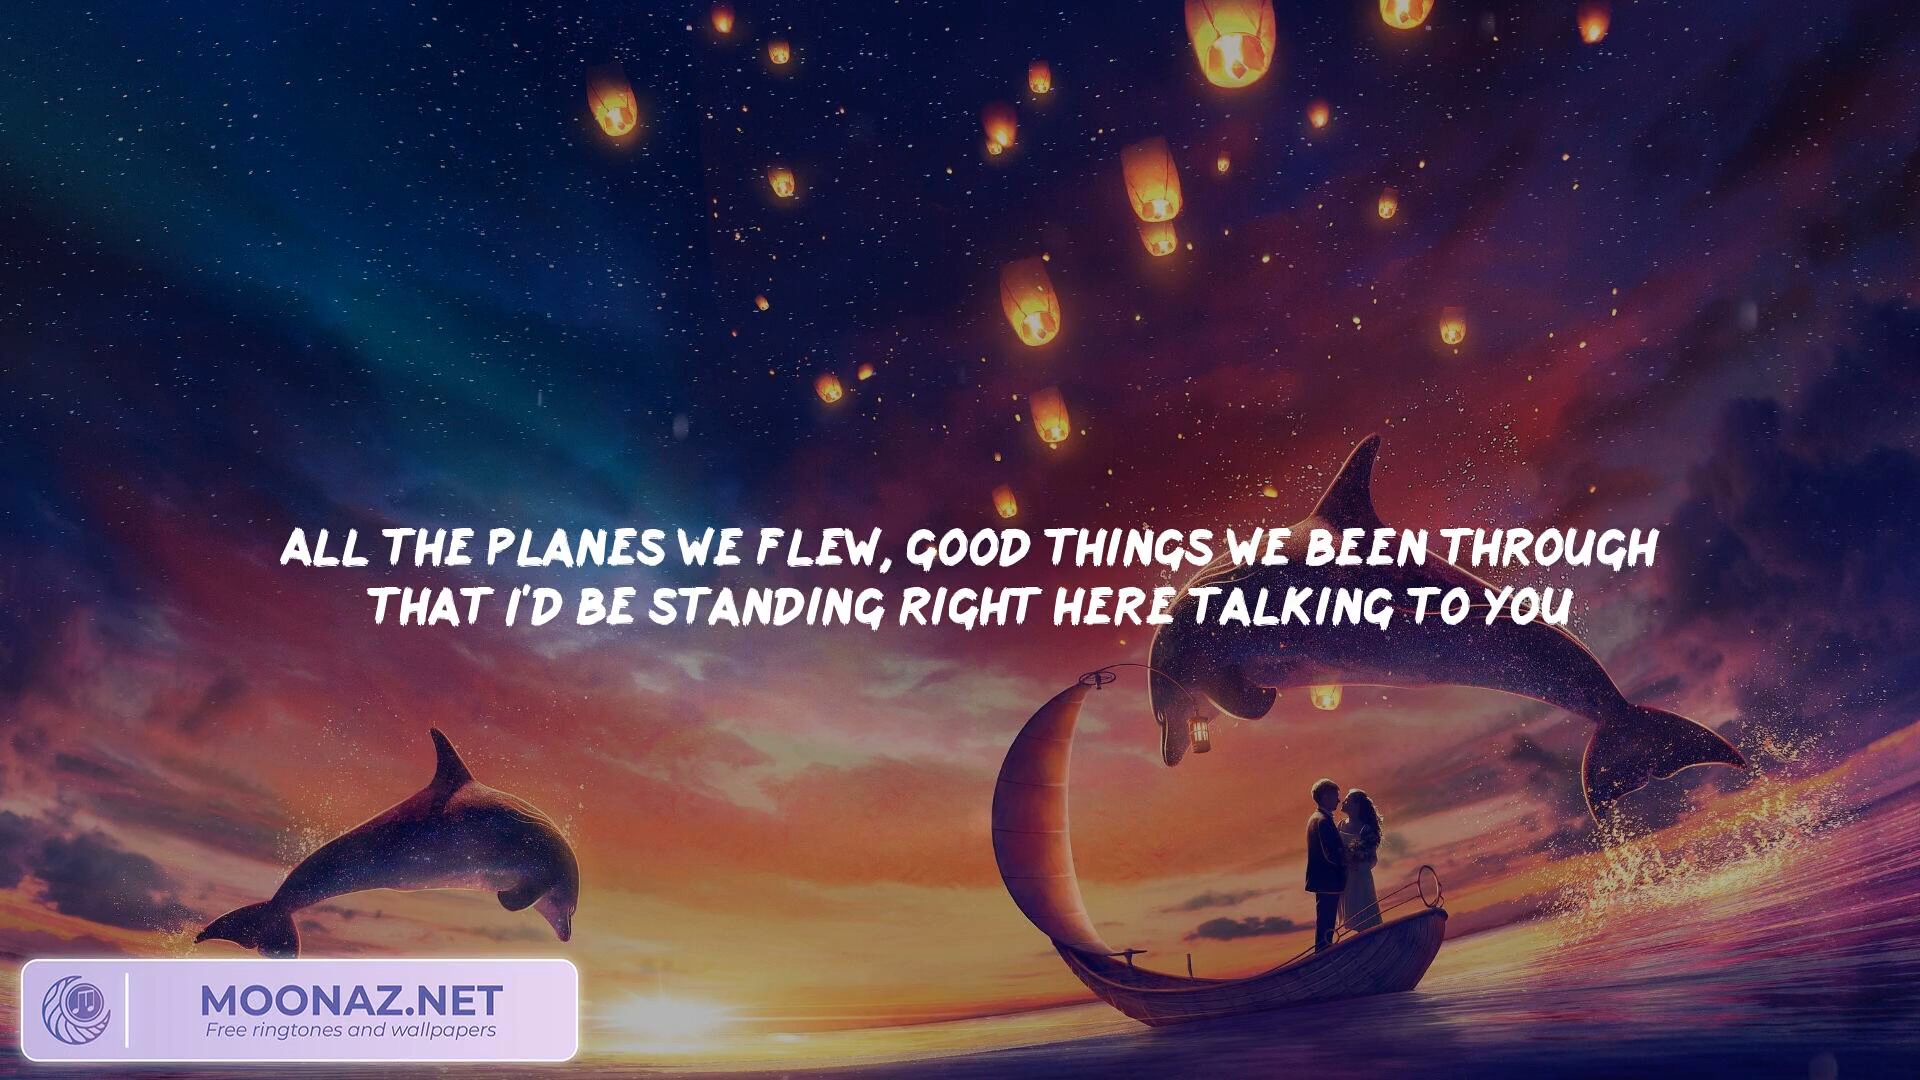 ALL THE PLANES WE FLEW, GOOD THINGS WE BEEN THROUGH
THAT I'D BE STANDING RIGHT HERE TALKING TO YOU
MOONAZ.NET
Free ringtones and wallpapers